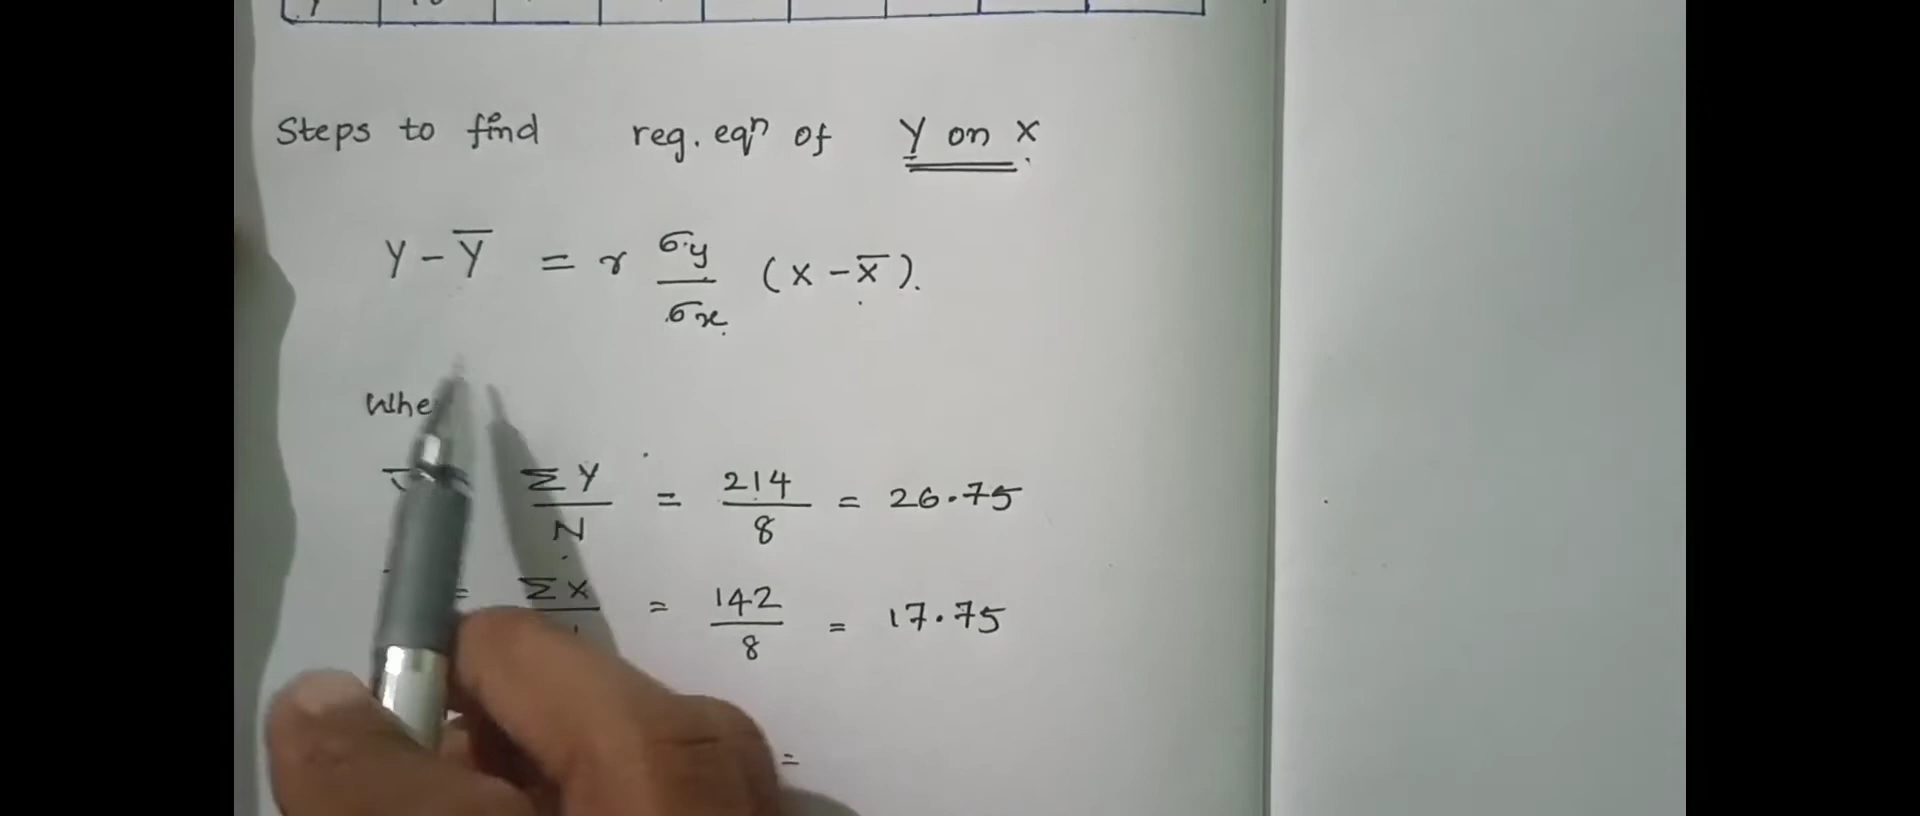 Steps to find reg. eqⁿ of Y on X
Y - Y̅ = r σy/σx (X - X̅).
ΣY/N = 214/8 = 26.75
= ΣX = 142/8 = 17.75
=